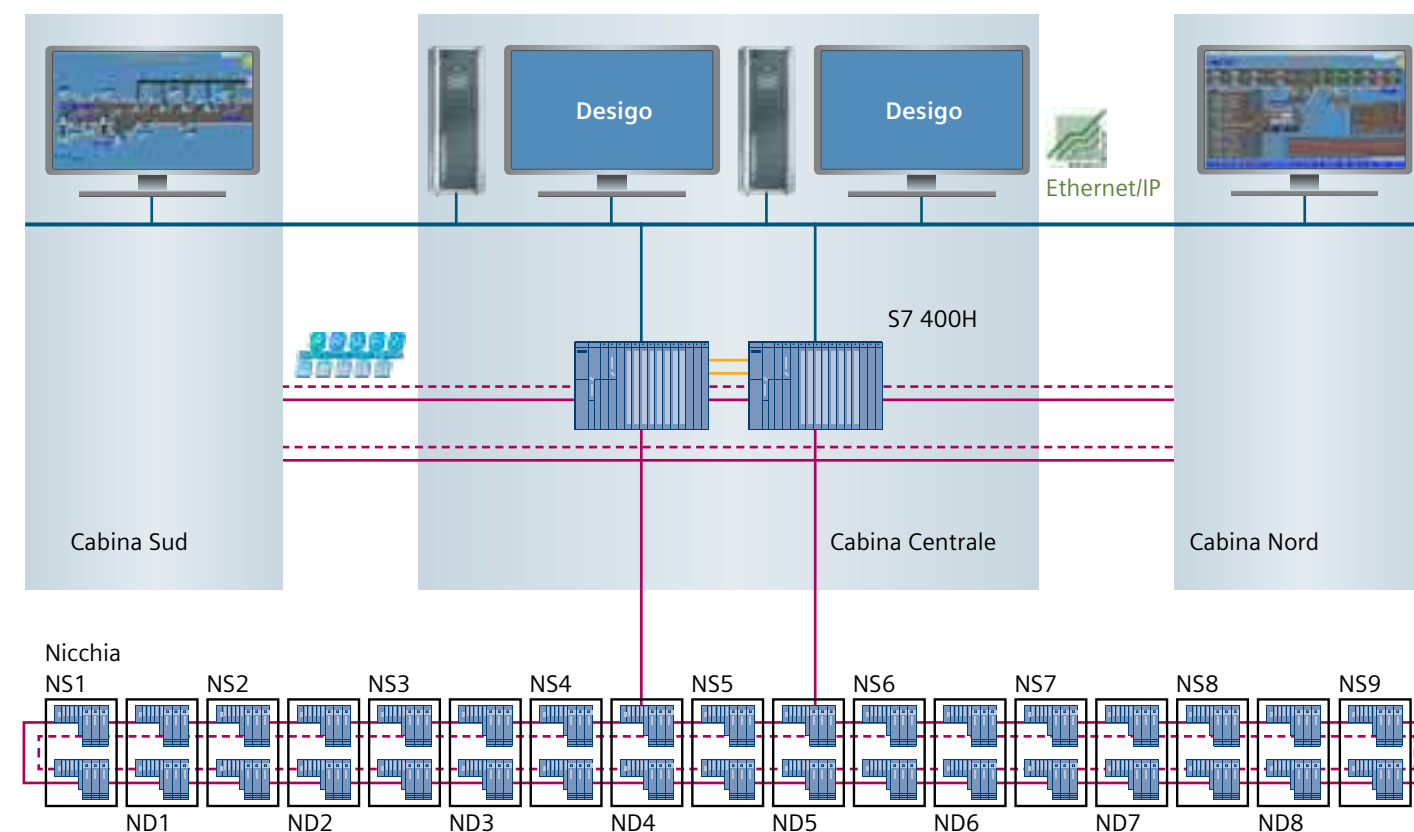 Desigo
Desigo
Ethernet/IP
S7 400H
Cabina Sud
Cabina Centrale
Cabina Nord
Nicchia
NS1 NS2 NS3 NS4 NS5 NS6 NS7 NS8 NS9
ND1 ND2 ND3 ND4 ND5 ND6 ND7 ND8